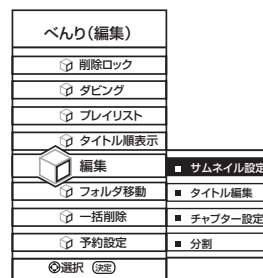 べんり(編集)
削除ロック
ダビング
プレイリスト
タイトル順表示
編集
サムネイル設定
フォルダ移動
タイトル編集
一括削除
チャプター設定
予約設定
分割
選択 決定